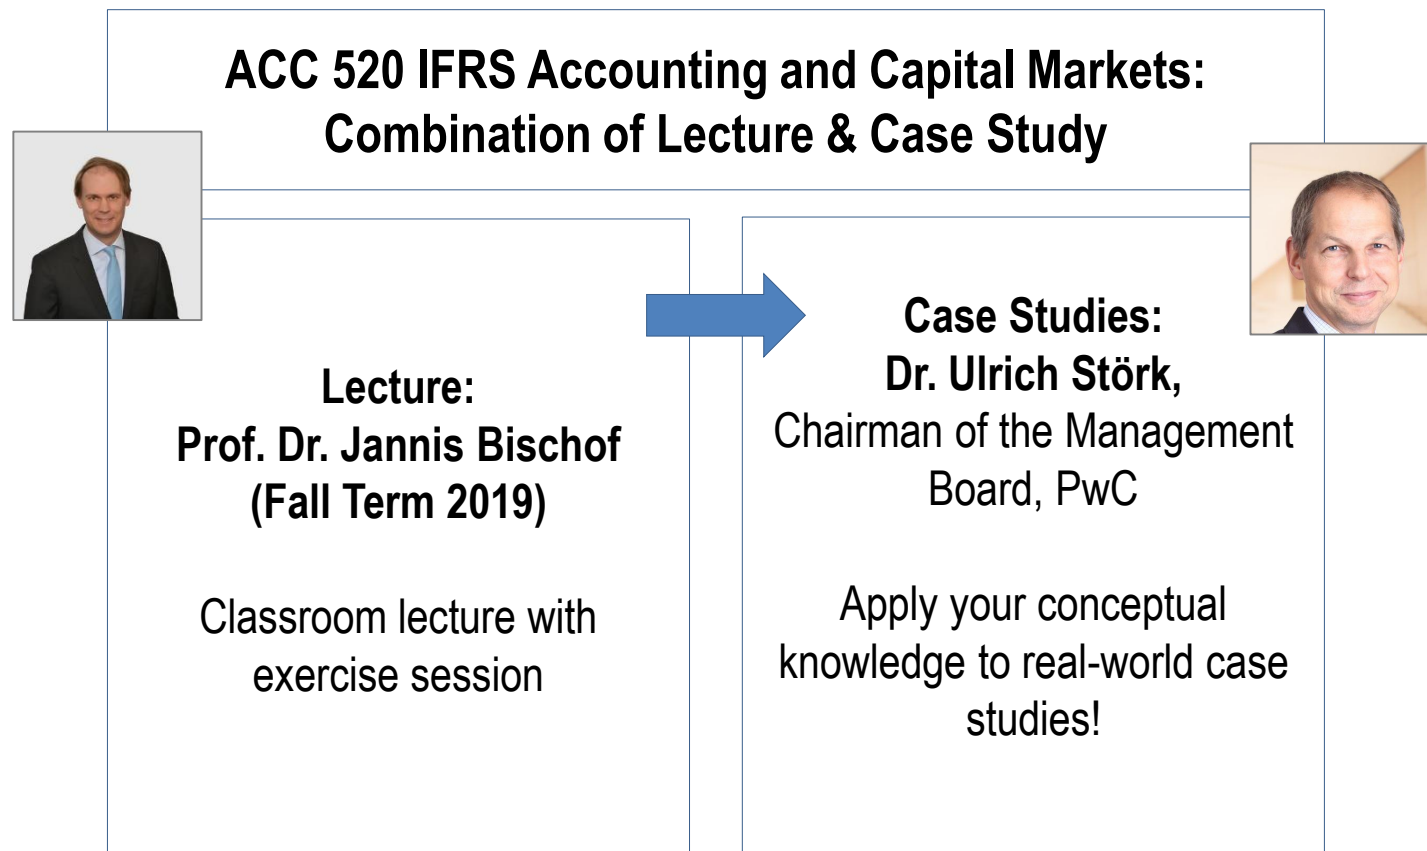 ACC 520 IFRS Accounting and Capital Markets:
Combination of Lecture & Case Study
Lecture:
Prof. Dr. Jannis Bischof
(Fall Term 2019)
Classroom lecture with
exercise session
Case Studies:
Dr. Ulrich Störk,
Chairman of the Management
Board, PwC
Apply your conceptual
knowledge to real-world case
studies!